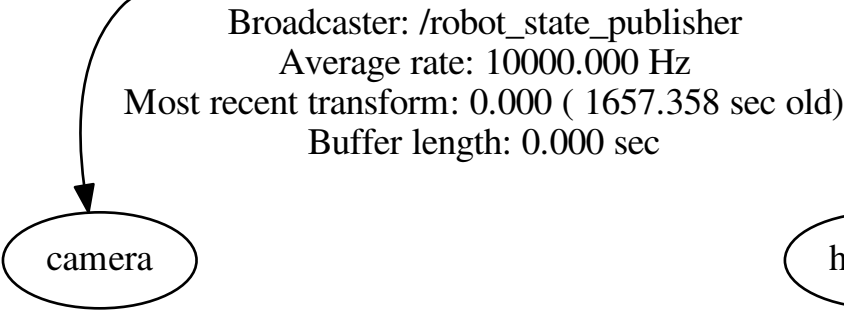 Broadcaster: /robot_state_publisher
Average rate: 10000.000 Hz
Most recent transform: 0.000 ( 1657.358 sec old)
Buffer length: 0.000 sec
camera